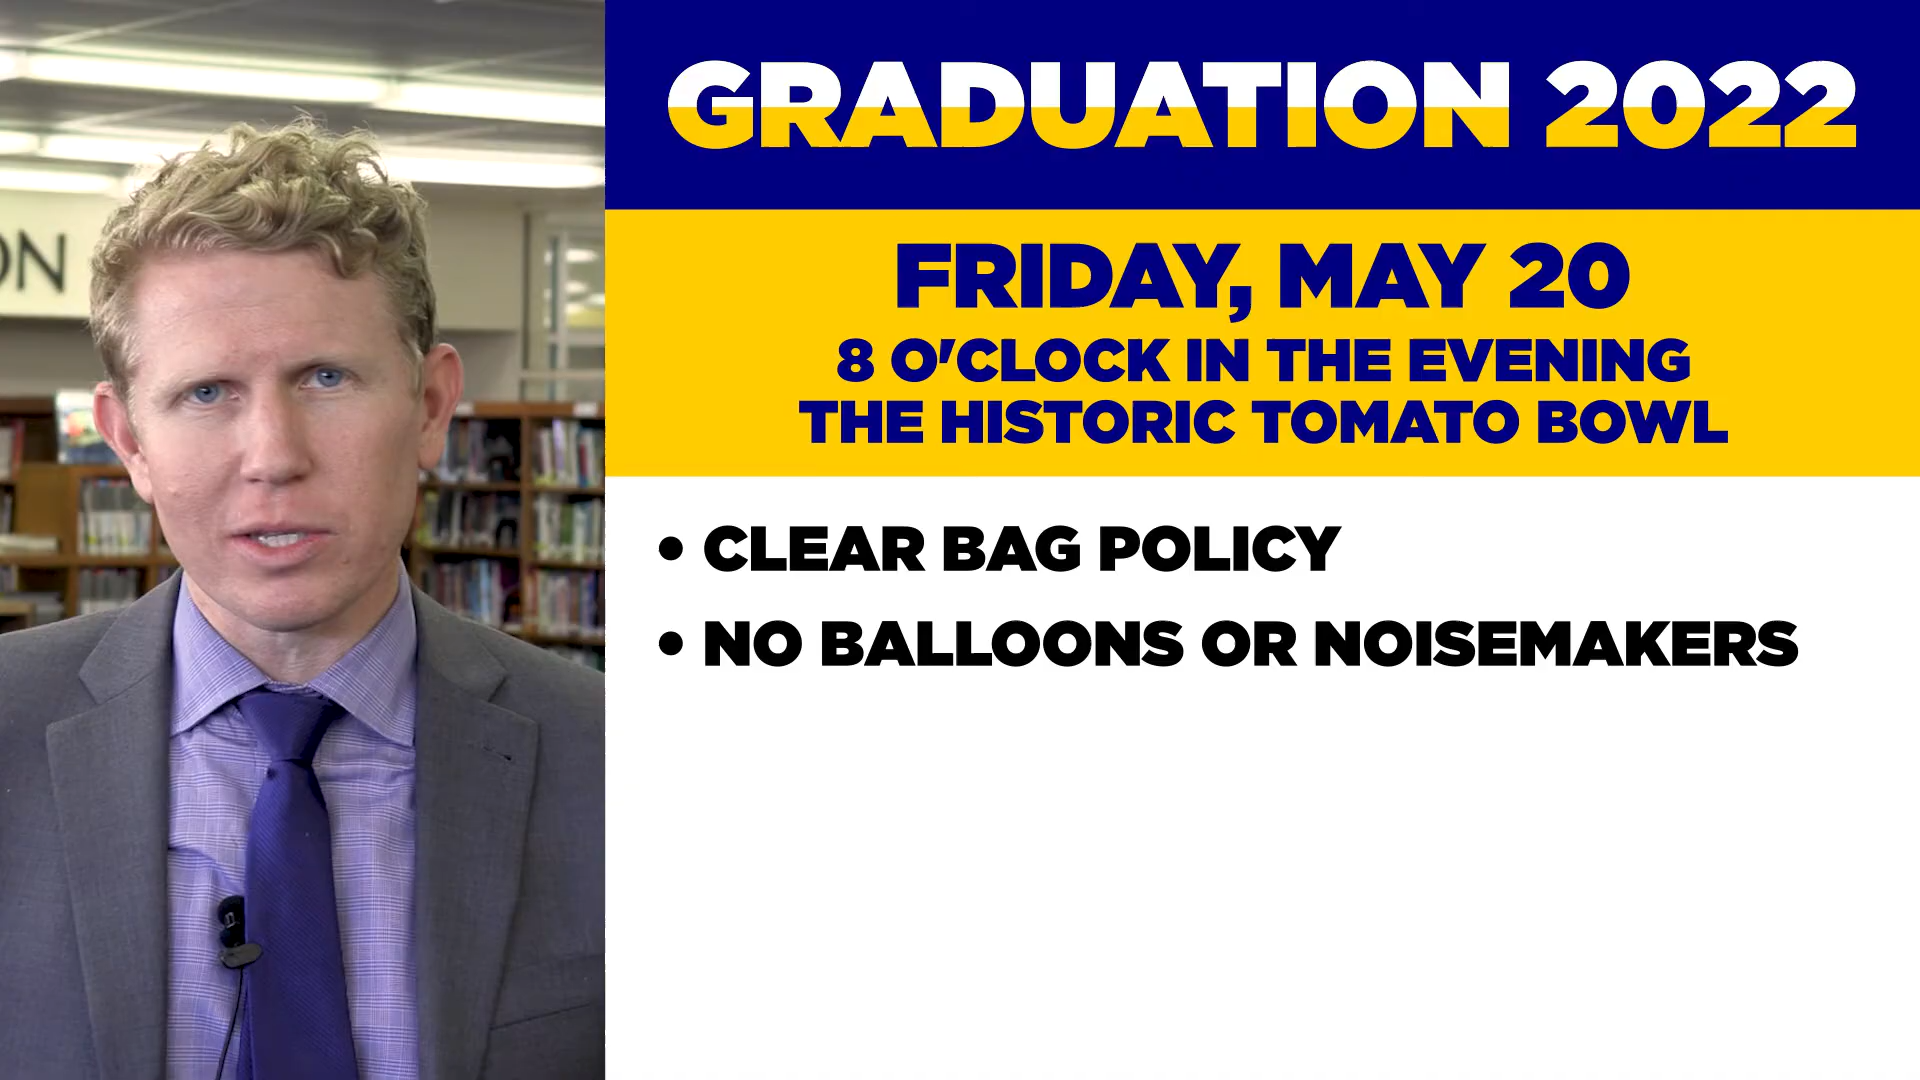 GRADUATION 2022
FRIDAY, MAY 20
8 O'CLOCK IN THE EVENING
THE HISTORIC TOMATO BOWL
• CLEAR BAG POLICY
• NO BALLOONS OR NOISEMAKERS
ON